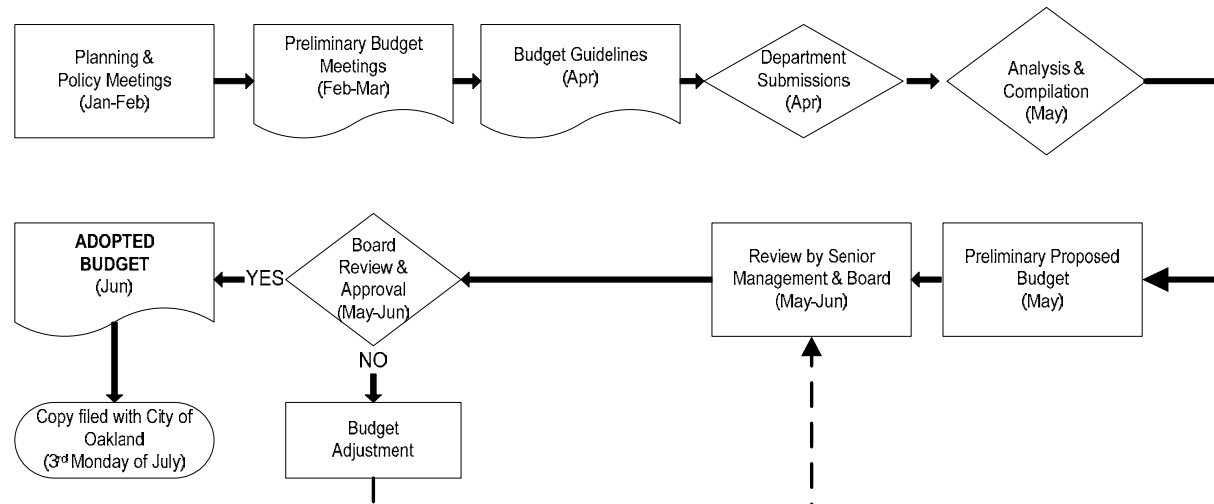 Planning &
Policy Meetings
(Jan-Feb)
Preliminary Budget
Meetings
(Feb-Mar)
Budget Guidelines
(Apr)
Department
Submissions
(Apr)
Analysis &
Compilation
(May)
Preliminary Proposed
Budget
(May)
Review by Senior
Management & Board
(May-Jun)
Board
Review &
Approval
(May-Jun)
YES
ADOPTED
BUDGET
(Jun)
Copy filed with City of
Oakland
(3rd Monday of July)
NO
Budget
Adjustment